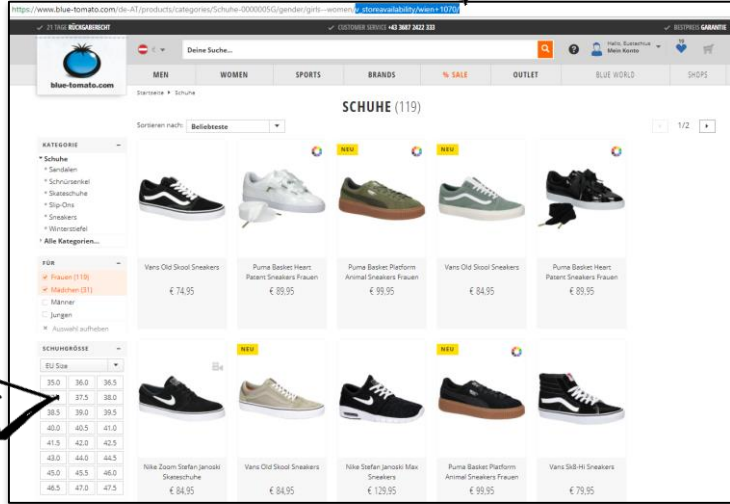 https://www.blue-tomato.com/de-AT/products/categories/Schuhe-0000005G/gender/girls--women/v_storeavailability/wien+1070/
✓ 21 TAGE RÜCKGABERECHT
✓ CUSTOMER SERVICE +43 3687 2422 333
✓ BESTPREIS GARANTIE
blue-tomato.com
€
Deine Suche...
Mein Konto
MEN WOMEN SPORTS BRANDS % SALE OUTLET BLUE WORLD SHOPS
Startseite Schuhe
SCHUHE (119)
Sortieren nach: Beliebteste
1/2
KATEGORIE
Schuhe
Sandalen
Schnürsenkel
Skateschuhe
Slip-Ons
Sneakers
Winterstiefel
Alle Kategorien...
FÜR
Frauen (119)
Mädchen (31)
Männer
Jungen
Auswahl aufheben
SCHUHGRÖSSE
EU Size
35.0 36.0 36.5
37.5 38.0
38.5 39.0 39.5
40.0 40.5 41.0
41.5 42.0 42.5
43.0 44.0 44.5
45.0 45.5 46.0
46.5 47.0 47.5
NEU
NEU
Vans Old Skool Sneakers
€ 74,95
Puma Basket Heart
Patent Sneakers Frauen
€ 89,95
Puma Basket Platform
Animal Sneakers Frauen
€ 99,95
Vans Old Skool Sneakers
€ 84,95
Puma Basket Heart
Patent Sneakers Frauen
€ 89,95
NEU
NEU
Nike Zoom Stefan Janoski
Skateschuhe
€ 84,95
Vans Old Skool Sneakers
€ 84,95
Nike Stefan Janoski Max
Sneakers
€ 129,95
Puma Basket Platform
Animal Sneakers Frauen
€ 99,95
Vans Sk8-Hi Sneakers
€ 79,95